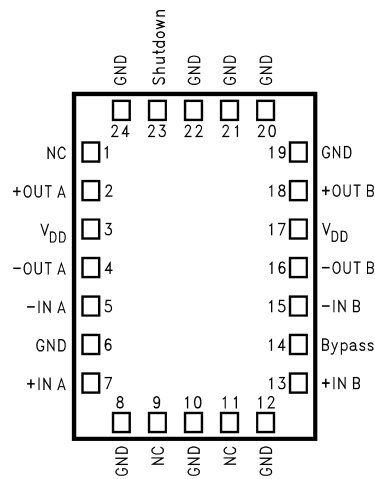 GND Shutdown GND GND GND
24 23 22 21 20
NC 1 19 GND
+OUT A 2 18 +OUT B
VDD 3 17 VDD
-OUT A 4 16 -OUT B
-IN A 5 15 -IN B
GND 6 14 Bypass
+IN A 7 13 +IN B
8 9 10 11 12
GND NC GND NC GND